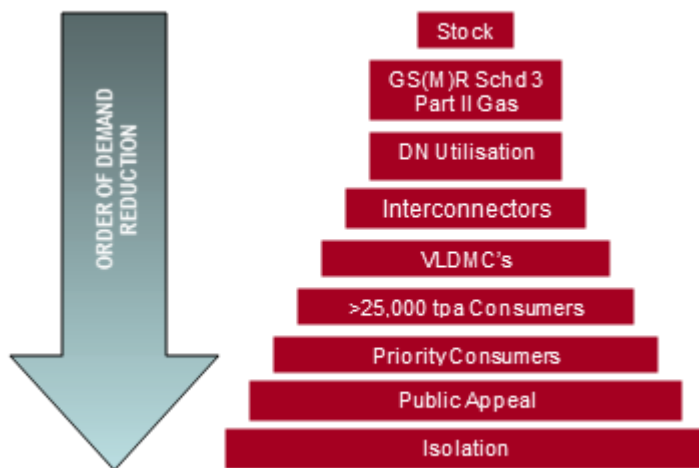 ORDER OF DEMAND
REDUCTION
Stock
GS(M)R Schd 3
Part II Gas
DN Utilisation
Interconnectors
VLDMC's
>25,000 tpa Consumers
Priority Consumers
Public Appeal
Isolation